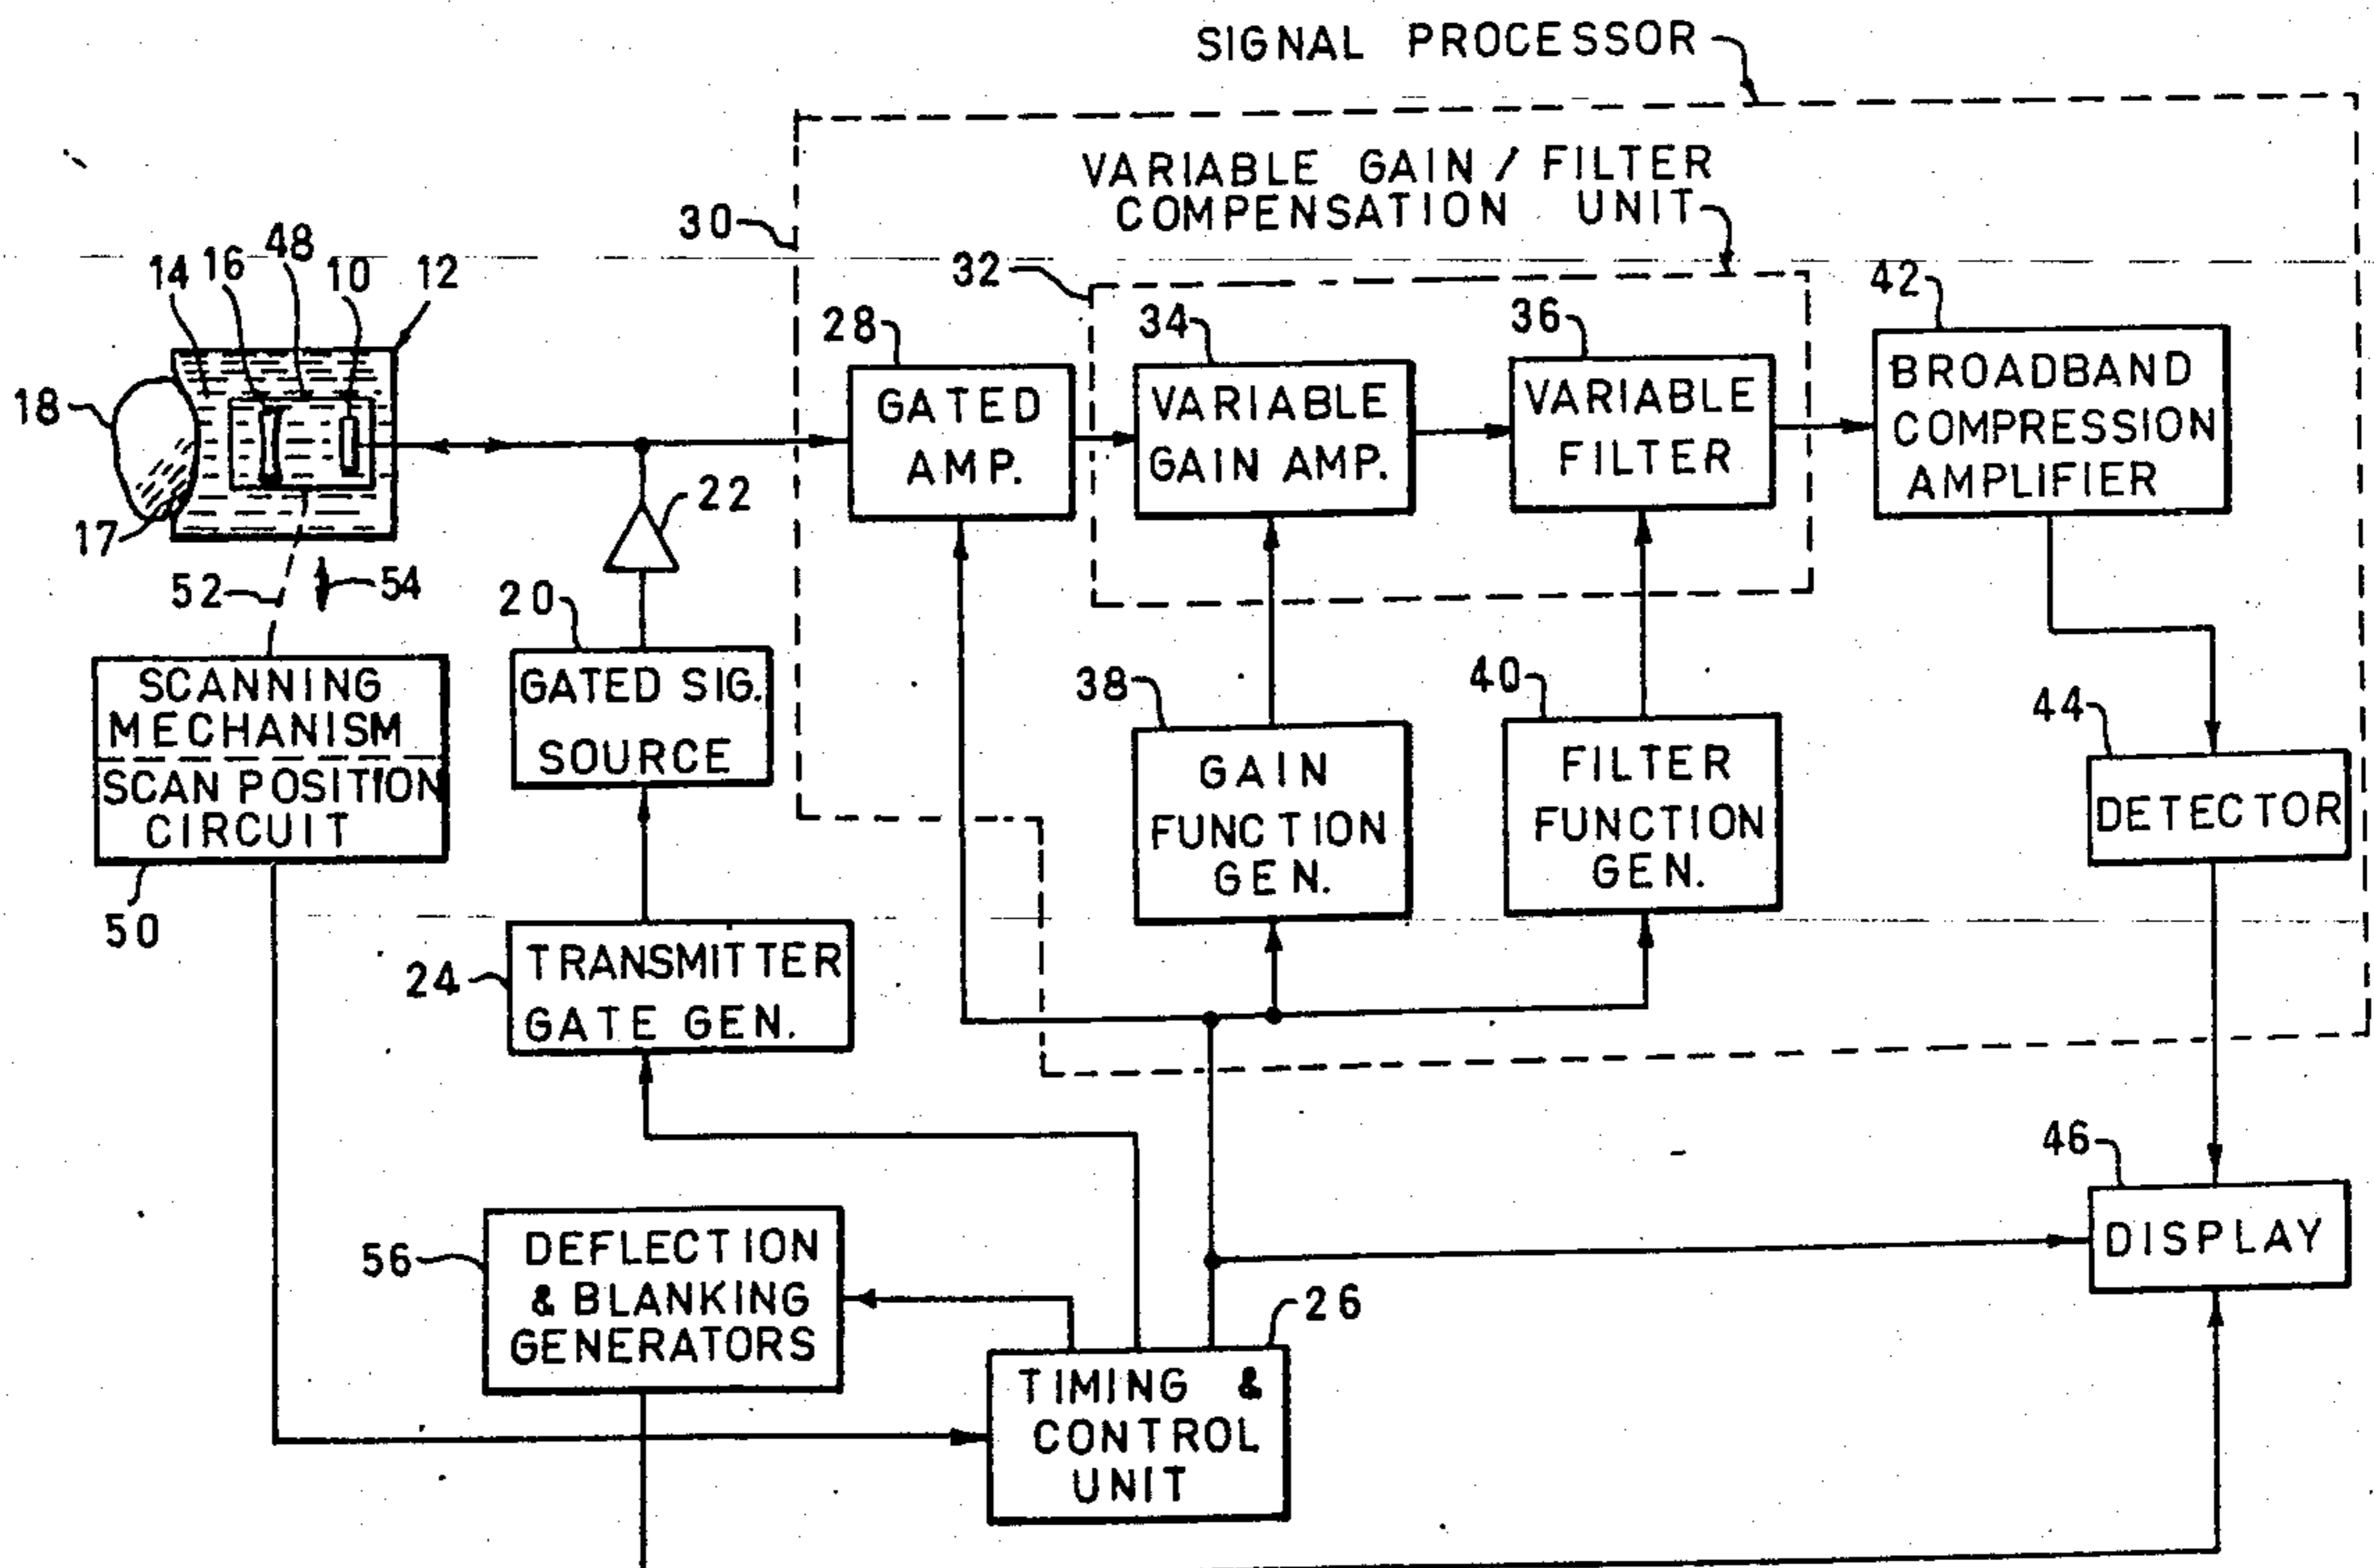 SIGNAL PROCESSOR
VARIABLE GAIN / FILTER
COMPENSATION UNIT
30
32
42
14 16 48 10 12
28
34
36
18
GATED
AMP.
VARIABLE
GAIN AMP.
VARIABLE
FILTER
BROADBAND
COMPRESSION
AMPLIFIER
22
17
52
54
20
SCANNING
MECHANISM
SCAN POSITION
CIRCUIT
50
GATED SIG.
SOURCE
38
40
44
GAIN
FUNCTION
GEN.
FILTER
FUNCTION
GEN.
DETECTOR
24
TRANSMITTER
GATE GEN.
46
56
DEFLECTION
& BLANKING
GENERATORS
DISPLAY
26
TIMING &
CONTROL
UNIT